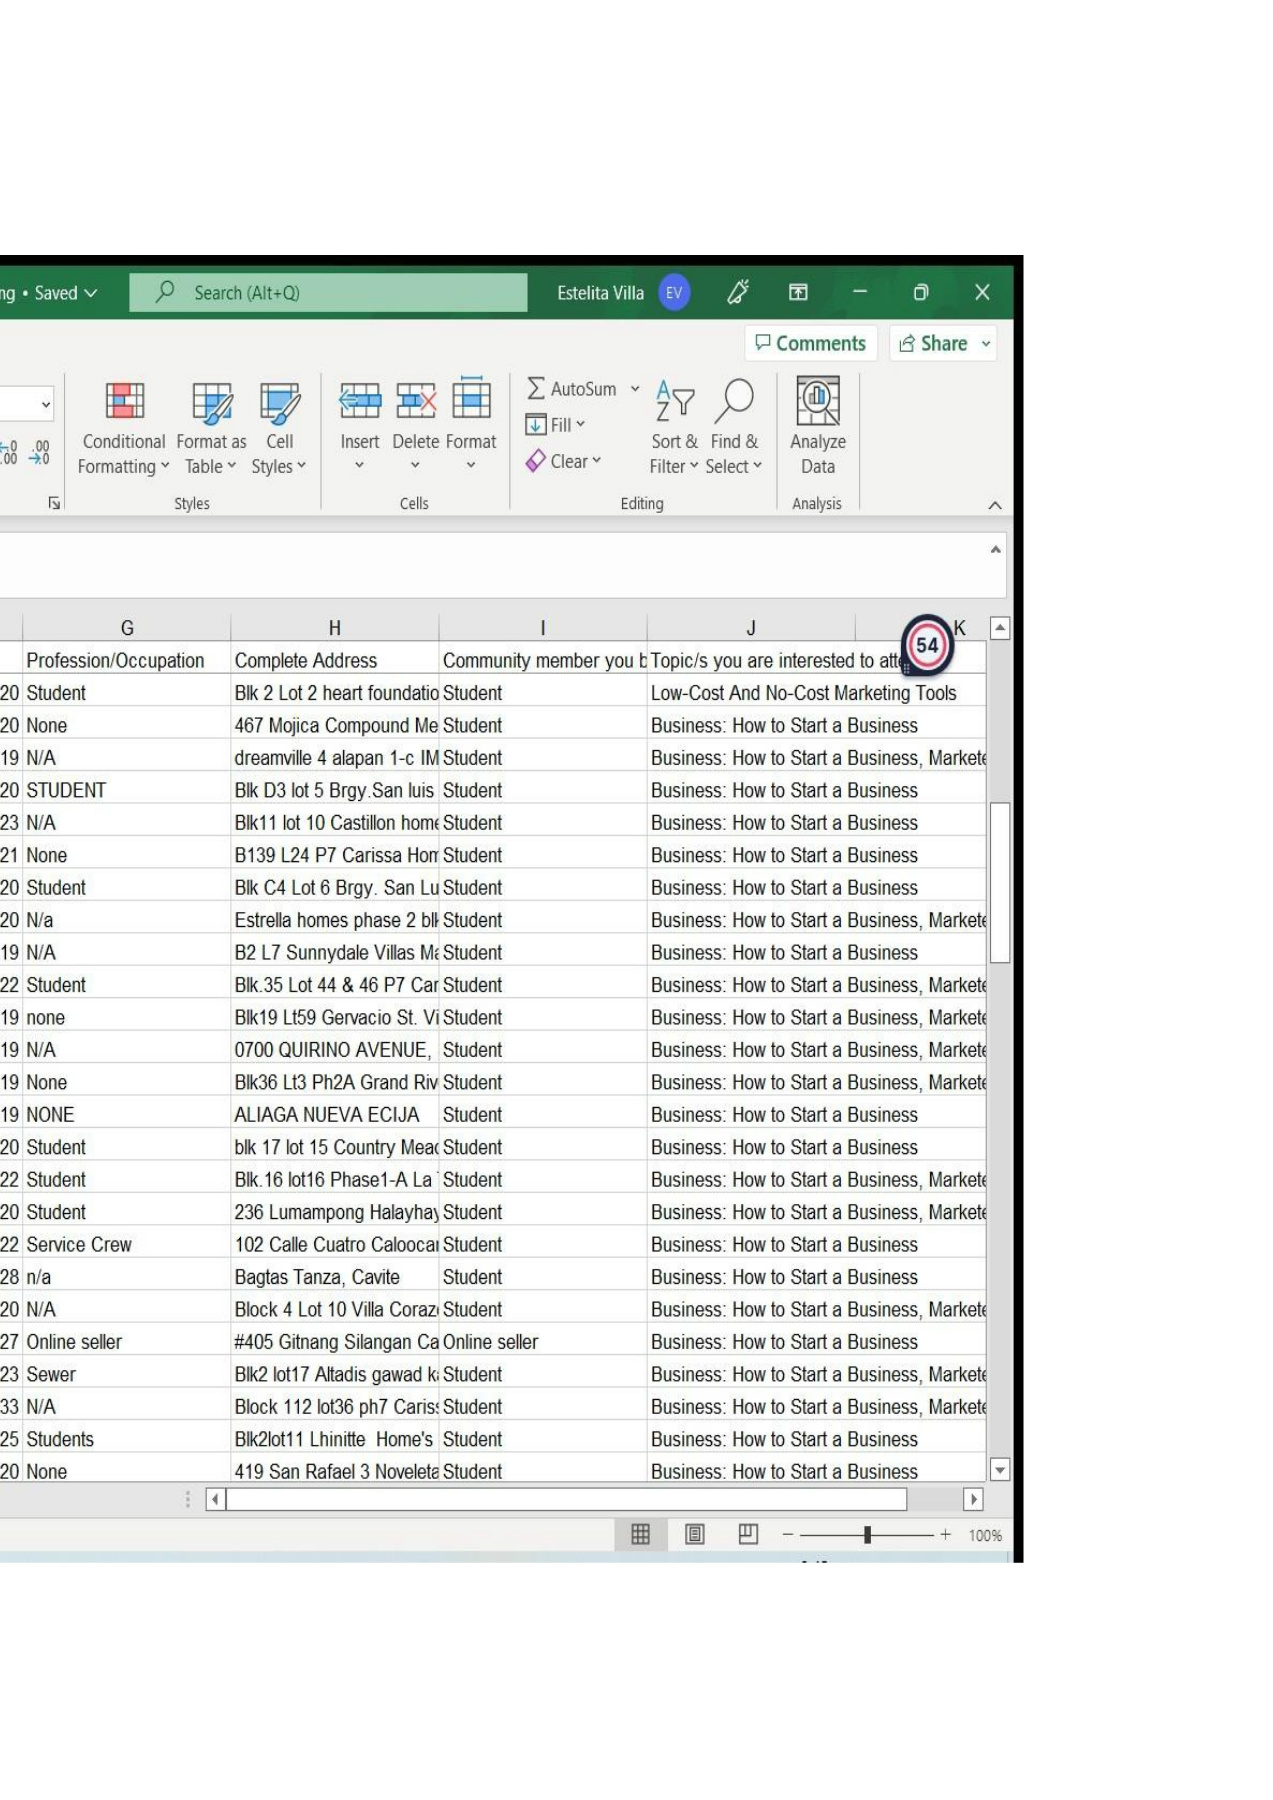 ng • Saved Search (Alt+Q) Estelita Villa EV
Comments Share
AutoSum
Fill
Clear
Conditional Formatting Format as Table Cell Styles Insert Delete Format Sort & Filter Find & Select Analyze Data
Styles Cells Editing Analysis
G H I J K
54
Profession/Occupation Complete Address Community member you b Topic/s you are interested to atte
20 Student Blk 2 Lot 2 heart foundatio Student Low-Cost And No-Cost Marketing Tools
20 None 467 Mojica Compound Me Student Business: How to Start a Business
19 N/A dreamville 4 alapan 1-c IM Student Business: How to Start a Business, Markete
20 STUDENT Blk D3 lot 5 Brgy.San luis Student Business: How to Start a Business
23 N/A Blk11 lot 10 Castillon home Student Business: How to Start a Business
21 None B139 L24 P7 Carissa Hom Student Business: How to Start a Business
20 Student Blk C4 Lot 6 Brgy. San Lu Student Business: How to Start a Business
20 N/a Estrella homes phase 2 blk Student Business: How to Start a Business, Markete
19 N/A B2 L7 Sunnydale Villas Ma Student Business: How to Start a Business
22 Student Blk.35 Lot 44 & 46 P7 Car Student Business: How to Start a Business, Markete
19 none Blk19 Lt59 Gervacio St. Vi Student Business: How to Start a Business, Markete
19 N/A 0700 QUIRINO AVENUE, Student Business: How to Start a Business, Markete
19 None Blk36 Lt3 Ph2A Grand Riv Student Business: How to Start a Business, Markete
19 NONE ALIAGA NUEVA ECIJA Student Business: How to Start a Business
20 Student blk 17 lot 15 Country Mead Student Business: How to Start a Business
22 Student Blk.16 lot16 Phase1-A La Student Business: How to Start a Business, Markete
20 Student 236 Lumampong Halayhay Student Business: How to Start a Business, Markete
22 Service Crew 102 Calle Cuatro Caloocan Student Business: How to Start a Business
28 n/a Bagtas Tanza, Cavite Student Business: How to Start a Business
20 N/A Block 4 Lot 10 Villa Corazo Student Business: How to Start a Business, Markete
27 Online seller #405 Gitnang Silangan Ca Online seller Business: How to Start a Business
23 Sewer Blk2 lot17 Altadis gawad ka Student Business: How to Start a Business, Markete
33 N/A Block 112 lot36 ph7 Cariss Student Business: How to Start a Business, Markete
25 Students Blk2lot11 Lhinitte Home's Student Business: How to Start a Business
20 None 419 San Rafael 3 Noveleta Student Business: How to Start a Business
100%